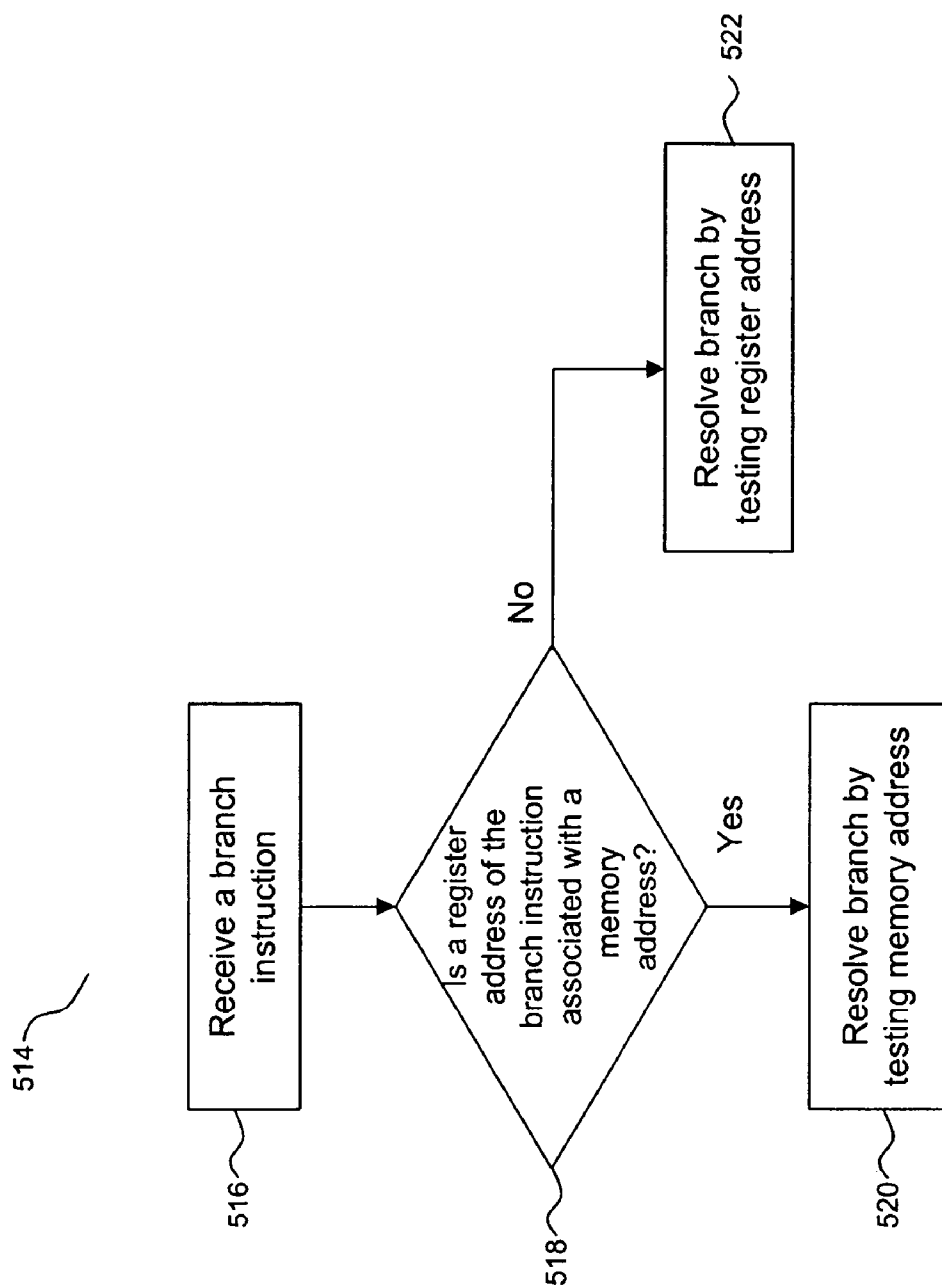 514
516
Receive a branch
instruction
518
Is a register
address of the
branch instruction
associated with a
memory
address?
No
Yes
522
Resolve branch by
testing register address
520
Resolve branch by
testing memory address